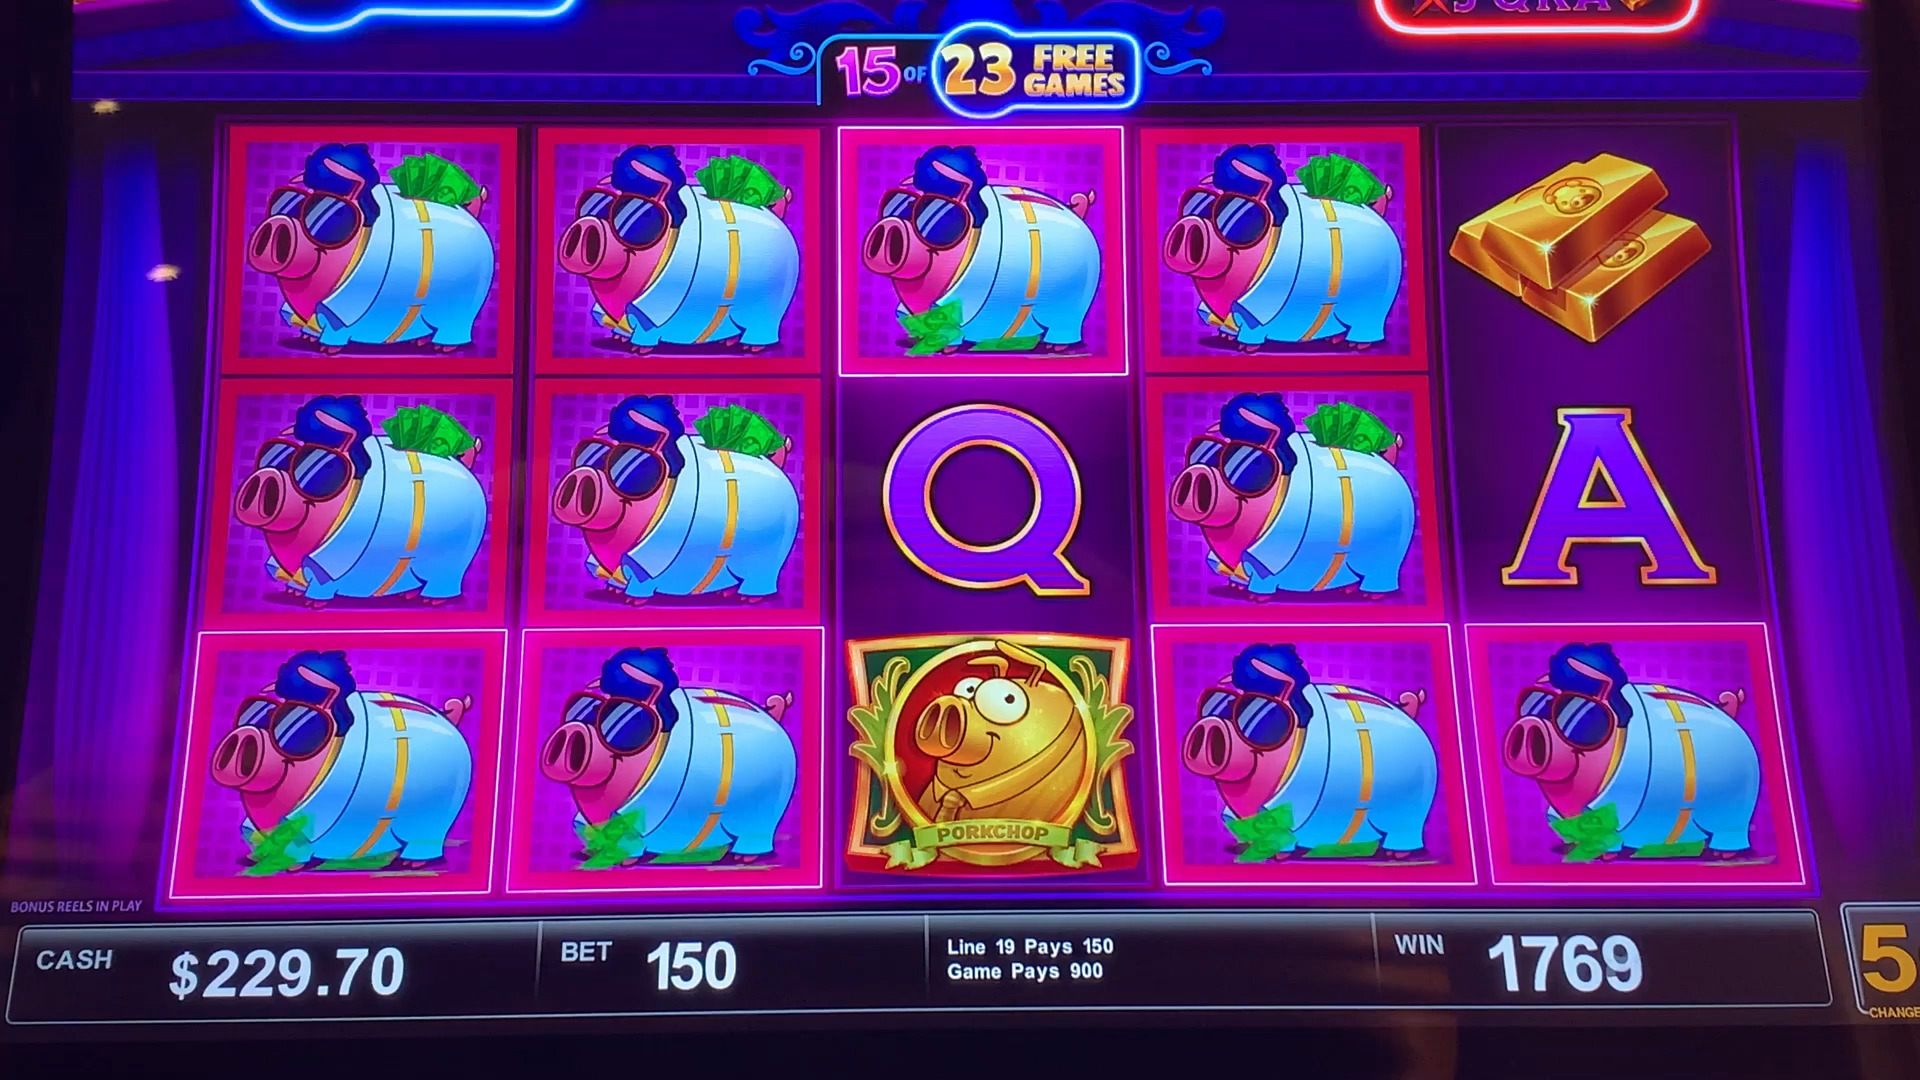 15 OF 23 FREE GAMES
Q
A
PORKCHOP
BONUS REELS IN PLAY
CASH $229.70
BET 150
Line 19 Pays 150
Game Pays 900
WIN 1769
5
CHANGE